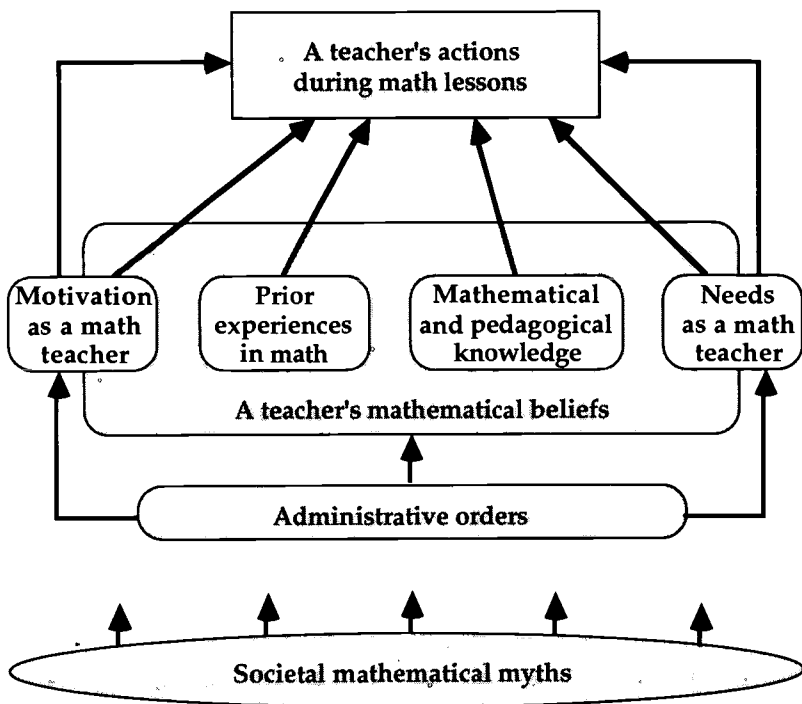 A teacher's actions
during math lessons
Motivation
as a math
teacher
Prior
experiences
in math
Mathematical
and pedagogical
knowledge
Needs
as a math
teacher
A teacher's mathematical beliefs
Administrative orders
Societal mathematical myths